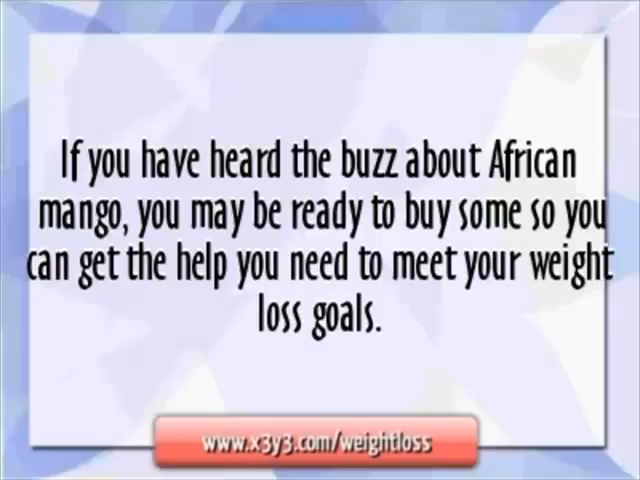 If you have heard the buzz about African
mango, you may be ready to buy some so you
can get the help you need to meet your weight
loss goals.
www.x3y3.com/weightloss